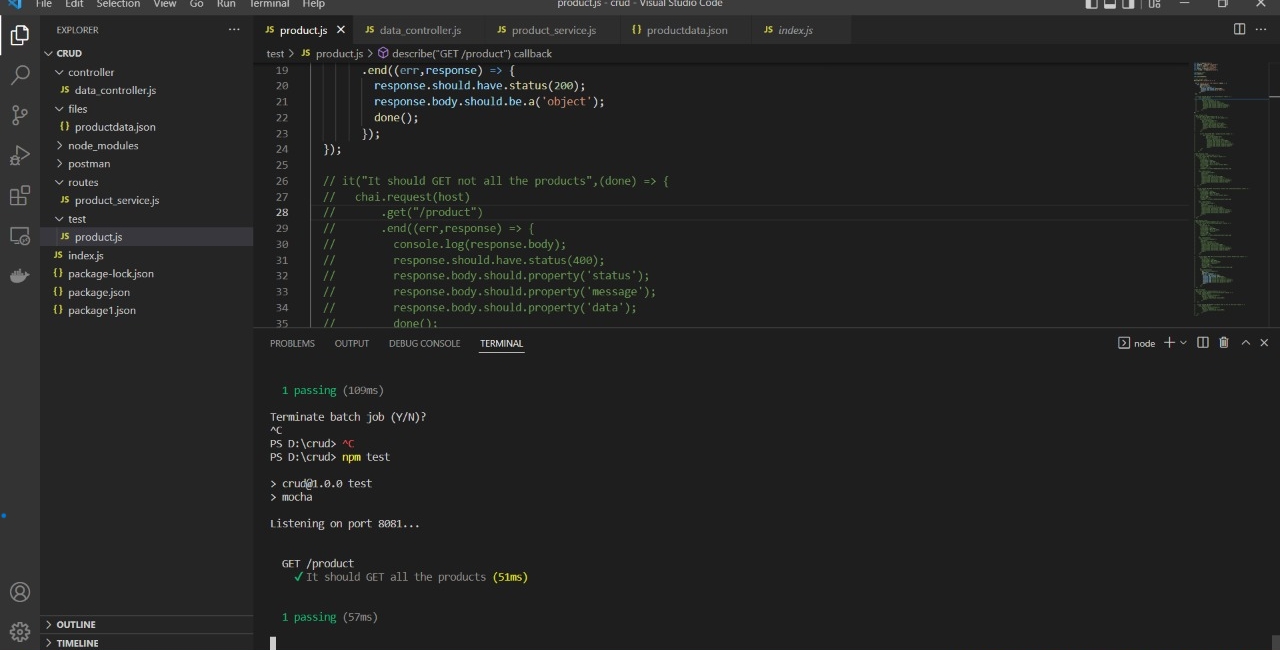 File Edit Selection View Go Run Terminal Help
product.js - crud - Visual Studio Code
EXPLORER
CRUD
controller
JS data_controller.js
files
{} productdata.json
node_modules
postman
routes
JS product_service.js
test
JS product.js
JS index.js
{} package-lock.json
{} package.json
{} package1.json
OUTLINE
TIMELINE
JS product.js
JS data_controller.js
JS product_service.js
{} productdata.json
JS index.js
test > JS product.js > describe("GET /product") callback
19 .end((err,response) => {
20 response.should.have.status(200);
21 response.body.should.be.a('object');
22 done();
23 });
24 });
25
26 // it("It should GET not all the products",(done) => {
27 // chai.request(host)
28 // .get("/product")
29 // .end((err,response) => {
30 // console.log(response.body);
31 // response.should.have.status(400);
32 // response.body.should.property('status');
33 // response.body.should.property('message');
34 // response.body.should.property('data');
35 // done();
PROBLEMS OUTPUT DEBUG CONSOLE TERMINAL
node
1 passing (109ms)
Terminate batch job (Y/N)?
^C
PS D:\crud> ^C
PS D:\crud> npm test
> crud@1.0.0 test
> mocha
Listening on port 8081...
GET /product
✓It should GET all the products (51ms)
1 passing (57ms)